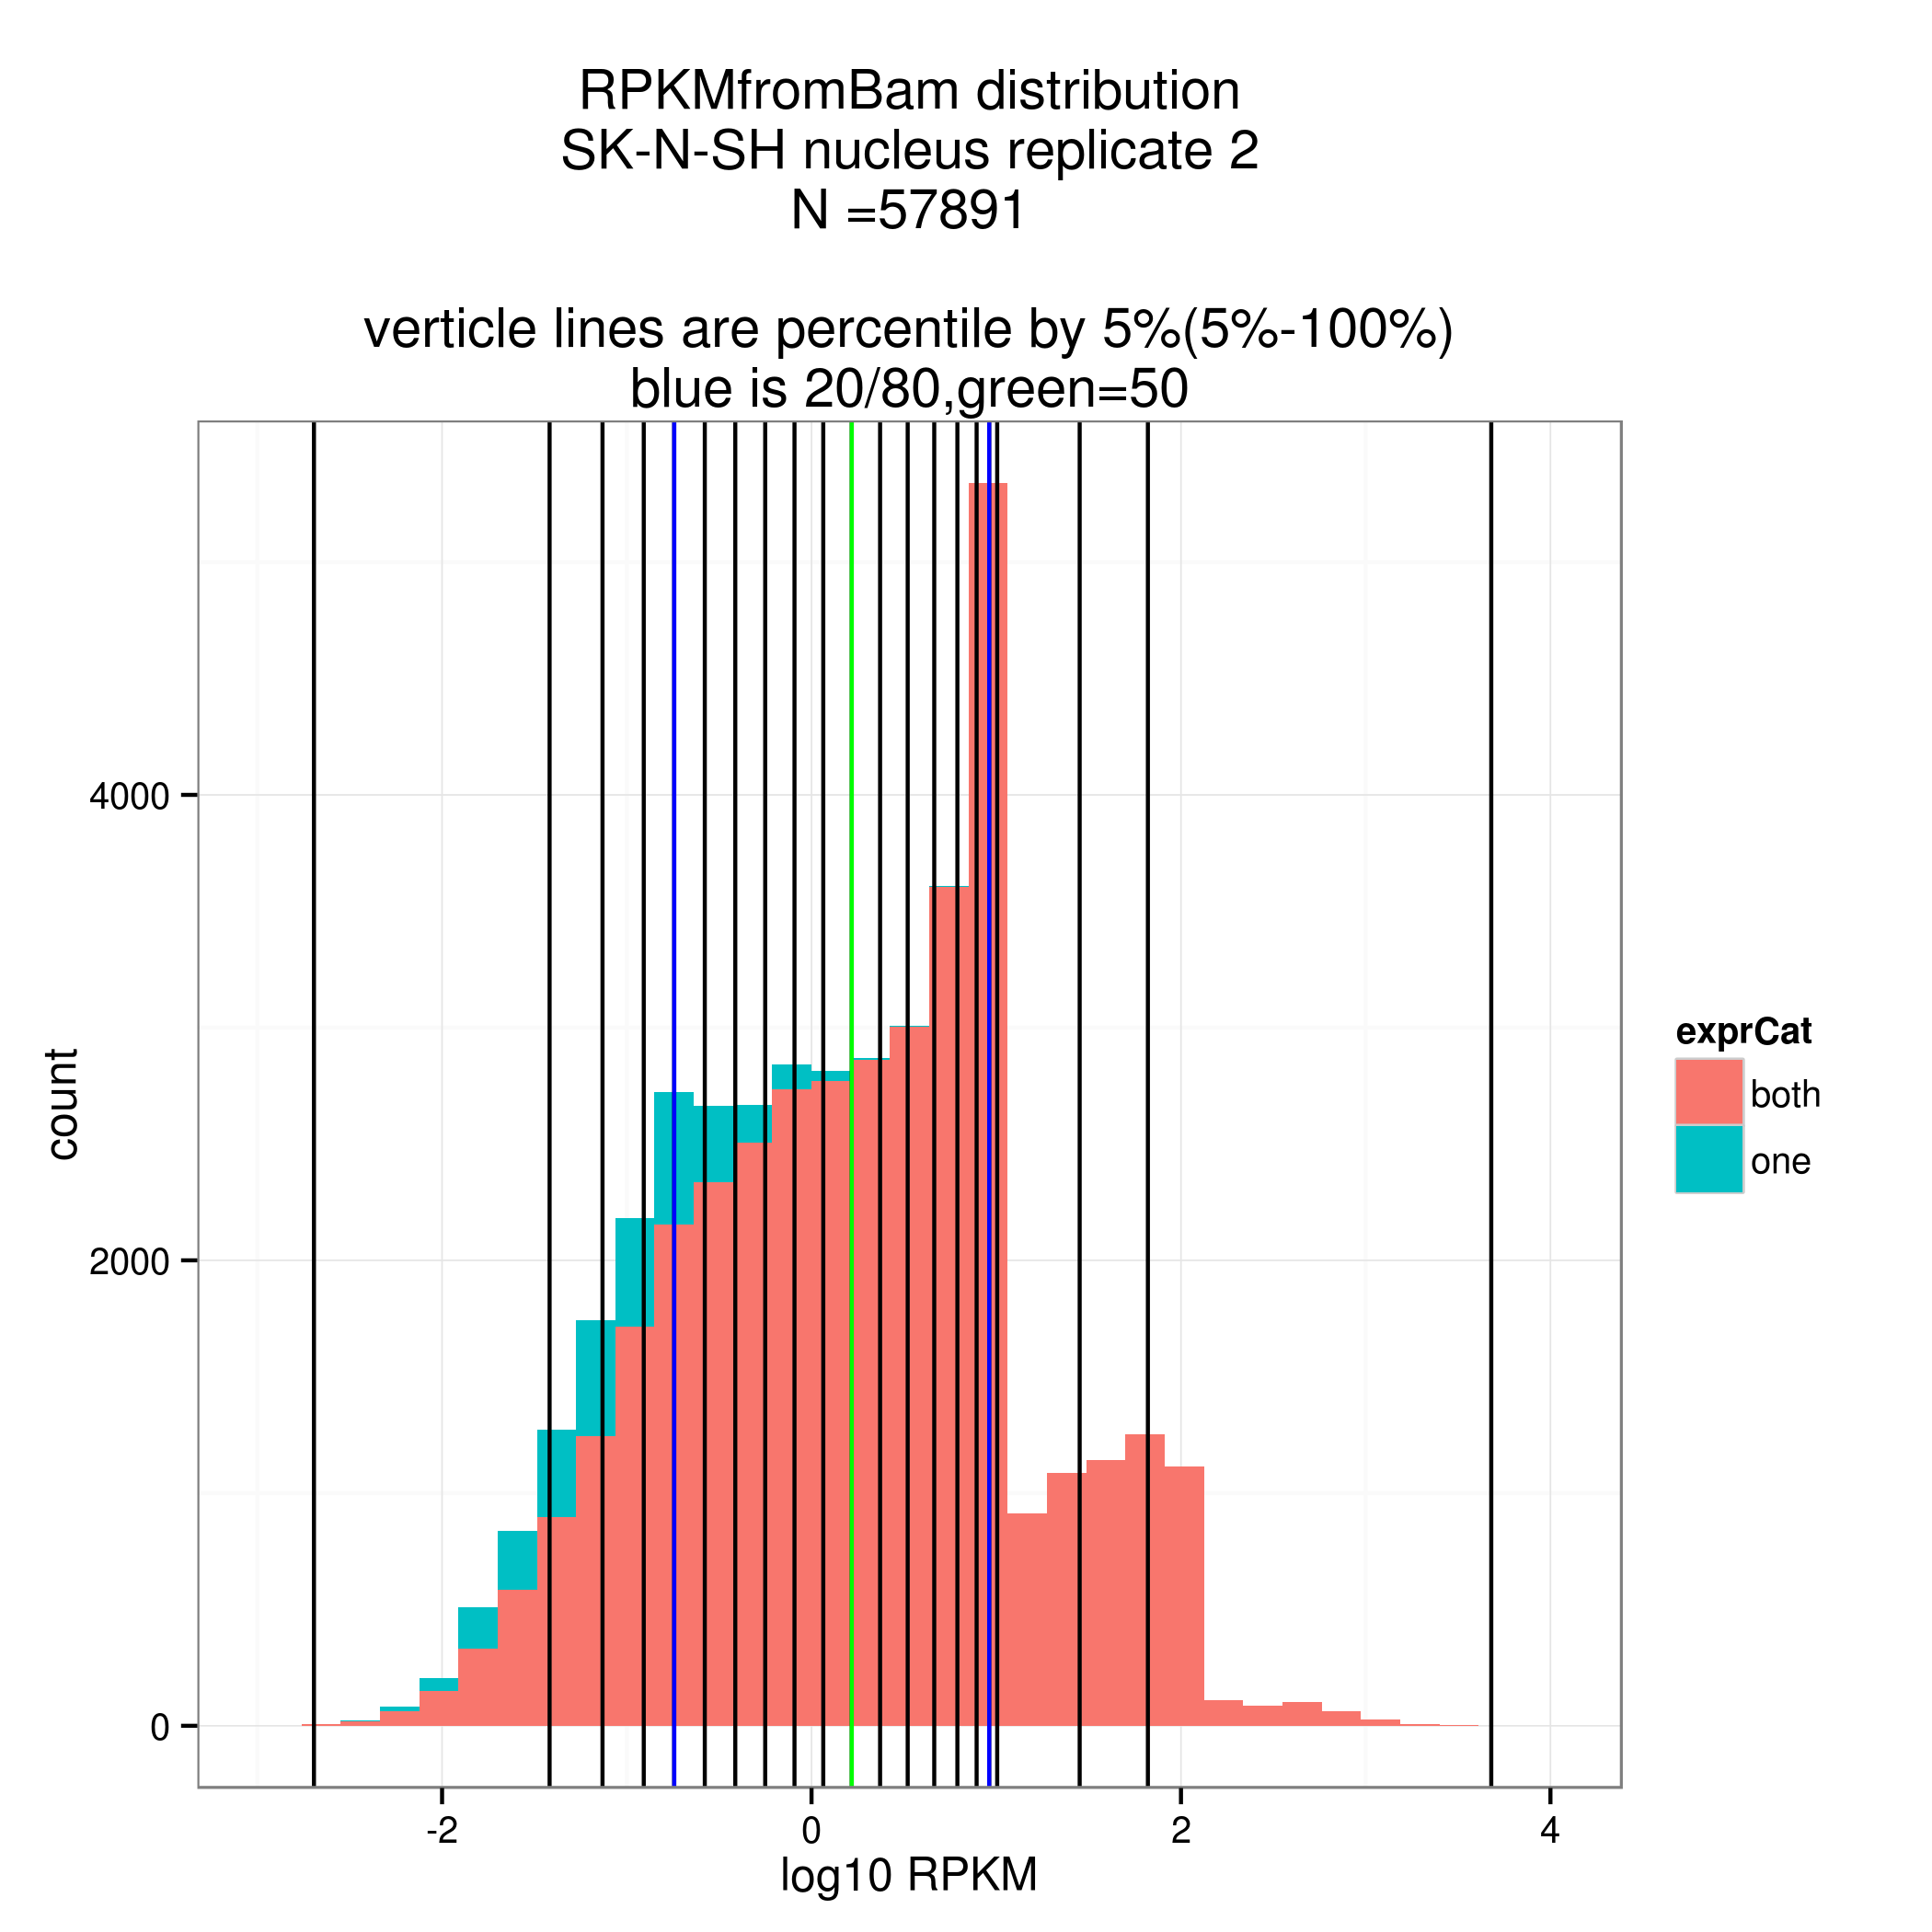 RPKMfromBam distribution
SK-N-SH nucleus replicate 2
N =57891
verticle lines are percentile by 5%(5%-100%)
blue is 20/80,green=50
4000
2000
0
count
-2
0
2
4
log10 RPKM
exprCat
both
one